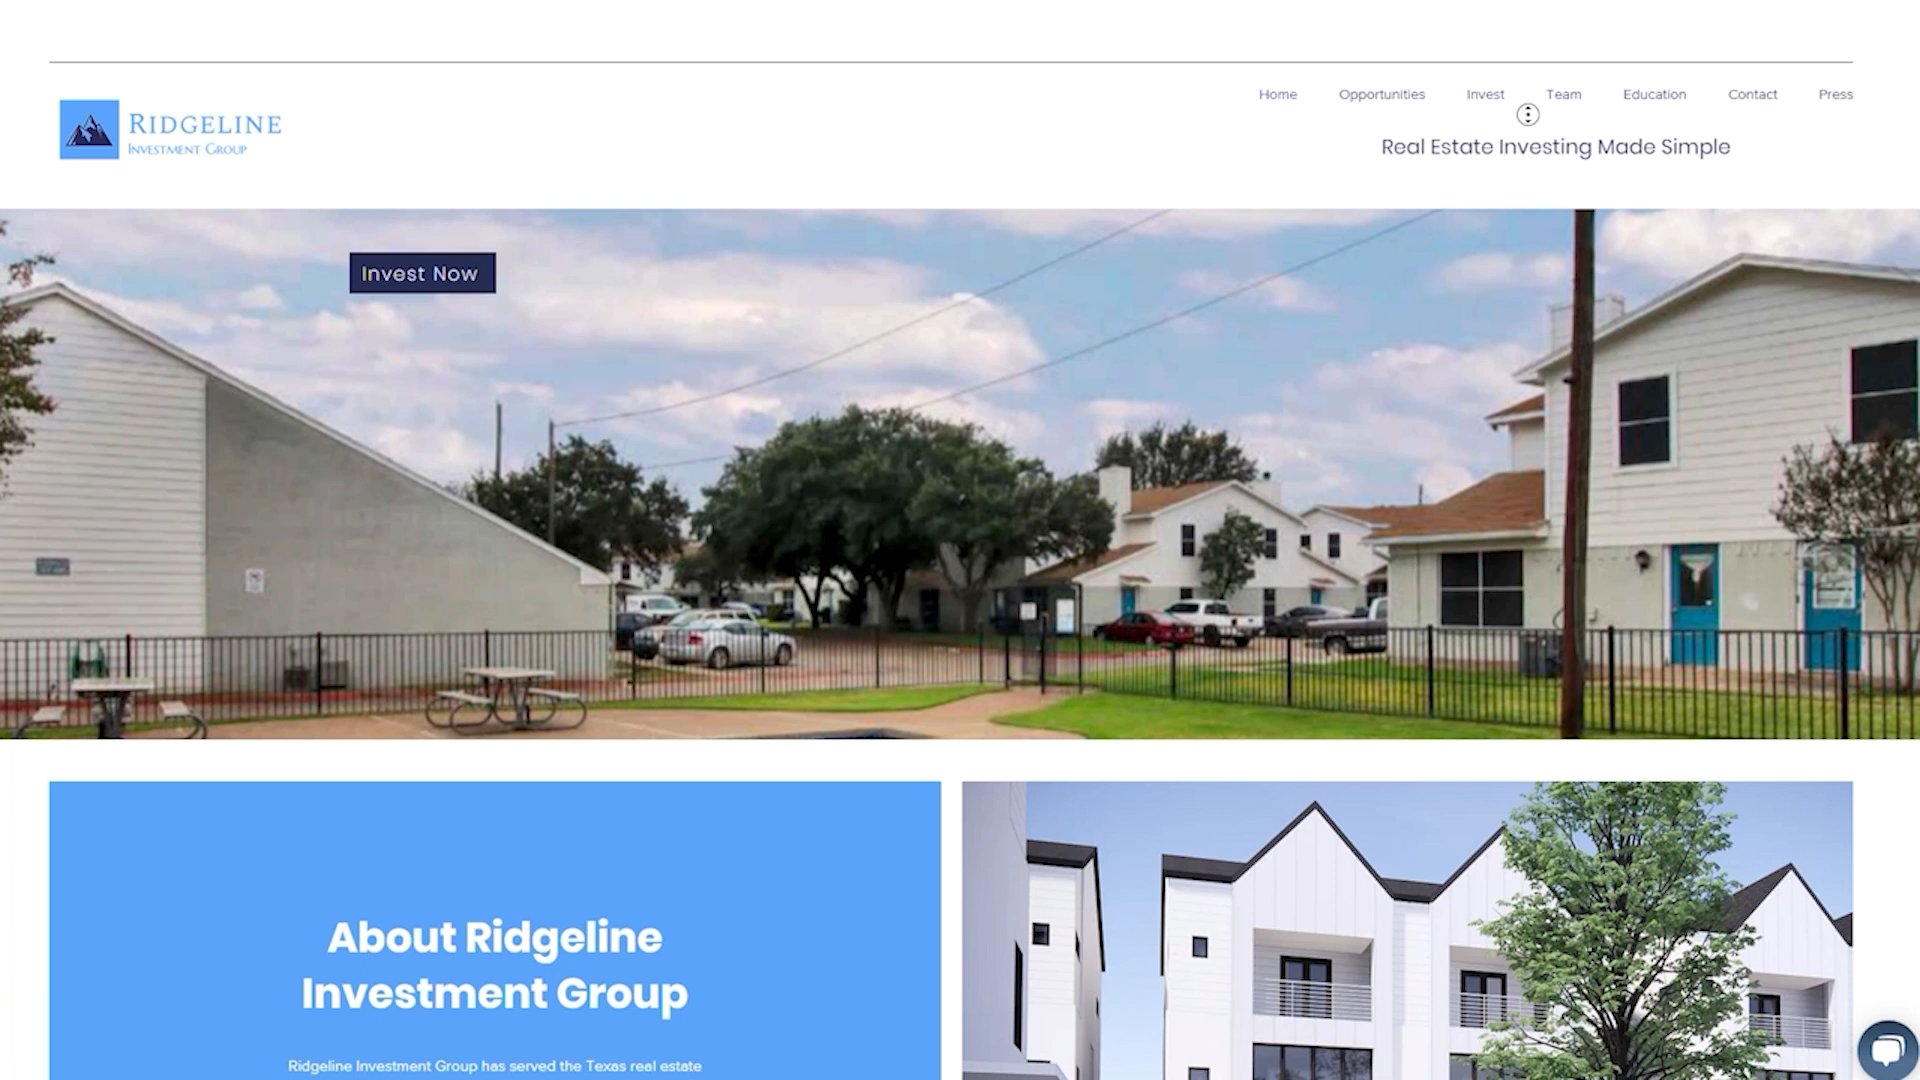 Home Opportunities Invest Team Education Contact Press
RIDGELINE
INVESTMENT GROUP
Real Estate Investing Made Simple
Invest Now
About Ridgeline
Investment Group
Ridgeline Investment Group has served the Texas real estate